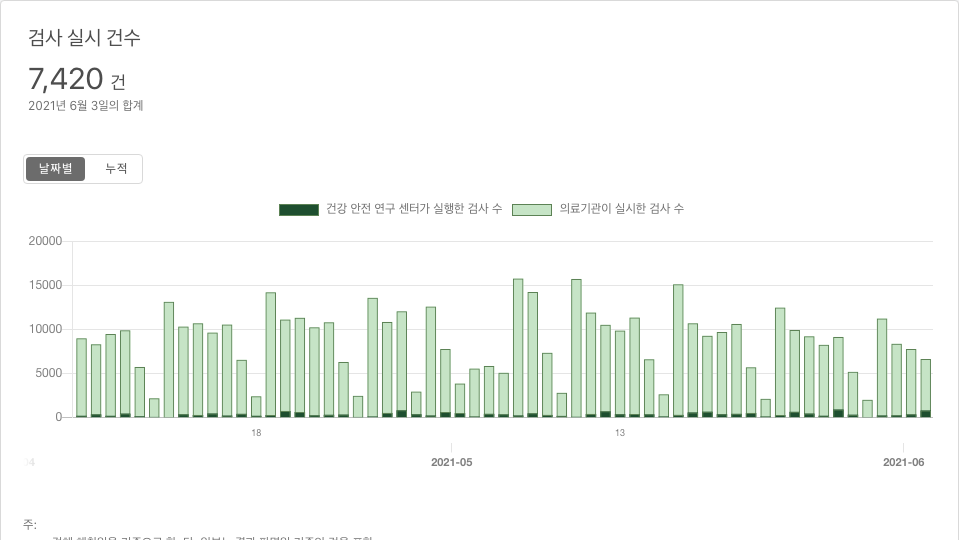 검사 실시 건수
7,420 건
2021년 6월 3일의 합계
날짜별 누적
건강 안전 연구 센터가 실행한 검사 수 의료기관이 실시한 검사 수
20000
15000
10000
5000
0
18 13
2021-05 2021-06
주: